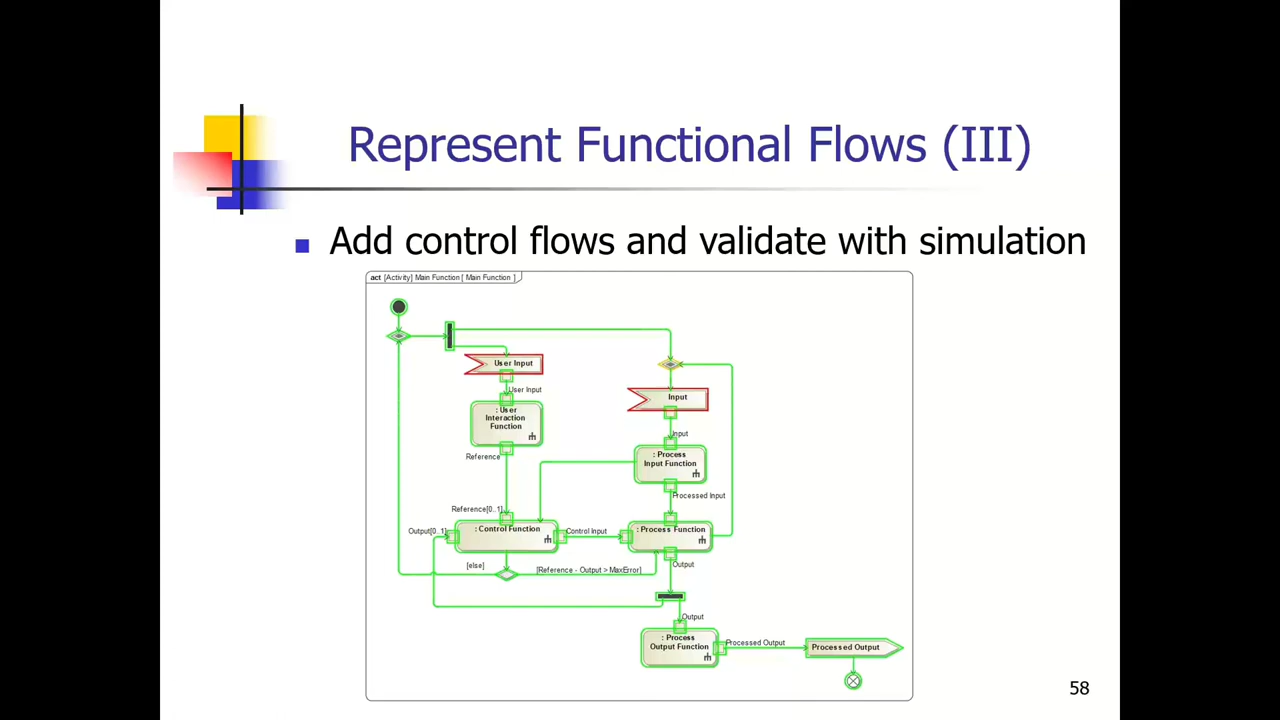 Represent Functional Flows (III)
Add control flows and validate with simulation
act [Activity] Main Function [ Main Function ]
User Input
User Input
: User
Interaction
Function
Reference
Input
Input
: Process
Input Function
Processed Input
Reference[0..1]
Output[0..1]
: Control Function
Control Input
: Process Function
[else]
[Reference - Output > MaxError]
Output
Output
: Process
Output Function
Processed Output
Processed Output
58